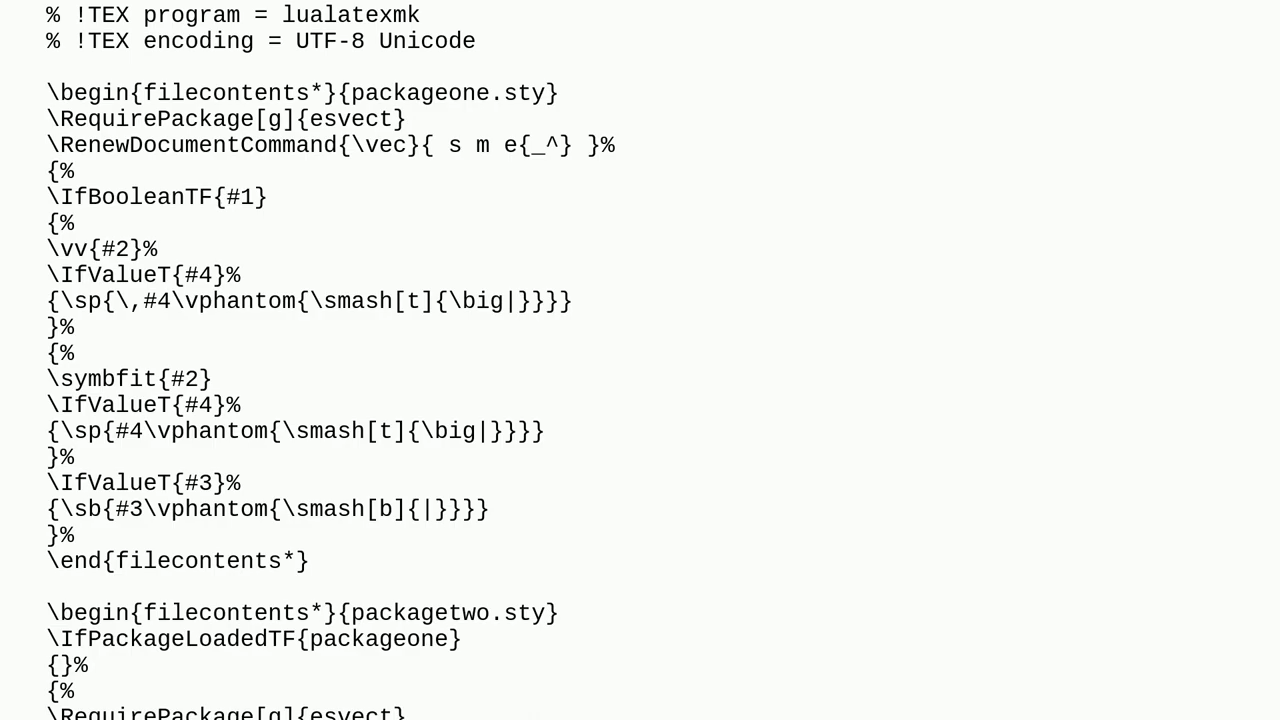 % !TEX program = lualatexmk
% !TEX encoding = UTF-8 Unicode
\begin{filecontents*}{packageone.sty}
\RequirePackage[g]{esvect}
\RenewDocumentCommand{\vec}{ s m e{_^} }%
{%
\IfBooleanTF{#1}
{%
\vv{#2}%
\IfValueT{#4}%
{\sp{\,#4\vphantom{\smash[t]{\big|}}}}
}%
{%
\symbfit{#2}
\IfValueT{#4}%
{\sp{#4\vphantom{\smash[t]{\big|}}}}
}%
\IfValueT{#3}%
{\sb{#3\vphantom{\smash[b]{|}}}}
}%
\end{filecontents*}
\begin{filecontents*}{packagetwo.sty}
\IfPackageLoadedTF{packageone}
{}%
{%
\RequirePackage[g]{esvect}